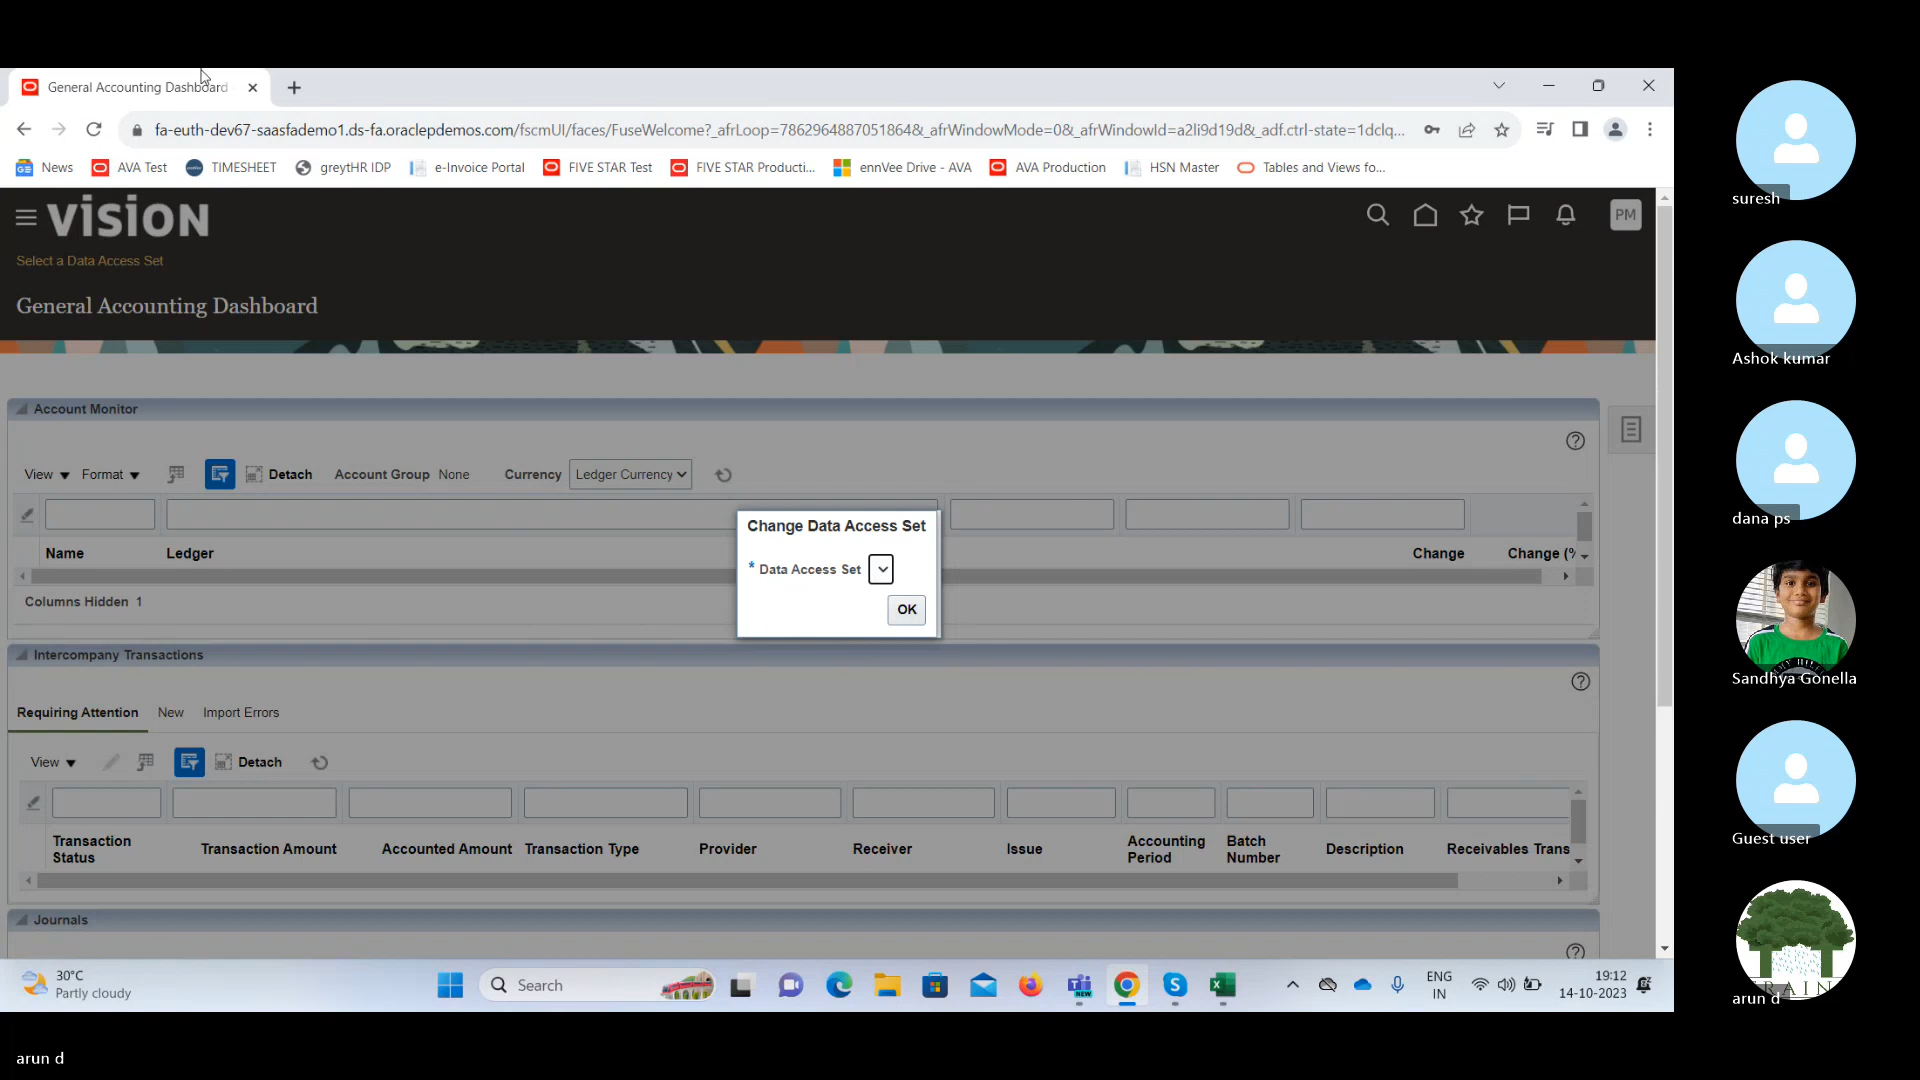 General Accounting Dashboard
fa-euth-dev67-saasfademo1.ds-fa.oraclepdemos.com/fscmUI/faces/FuseWelcome?_afrLoop=7862964887051864&_afrWindowMode=0&_afrWindowId=a2li9d19d&_adf.ctrl-state=1dclq...
News AVA Test TIMESHEET greytHR IDP e-Invoice Portal FIVE STAR Test FIVE STAR Producti... ennVee Drive - AVA AVA Production HSN Master Tables and Views fo...
VISION
PM
Select a Data Access Set
General Accounting Dashboard
Account Monitor
View Format Detach Account Group None Currency Ledger Currency
Name Ledger Change Change (%
Columns Hidden 1
Change Data Access Set
* Data Access Set
OK
Intercompany Transactions
Requiring Attention New Import Errors
View Detach
Transaction Status Transaction Amount Accounted Amount Transaction Type Provider Receiver Issue Accounting Period Batch Number Description Receivables Trans
Journals
30°C
Partly cloudy
Search
NEW
ENG
IN
19:12
14-10-2023
suresh
Ashok kumar
dana ps
Sandhya Gonella
Guest user
RAIN
arun d
arun d